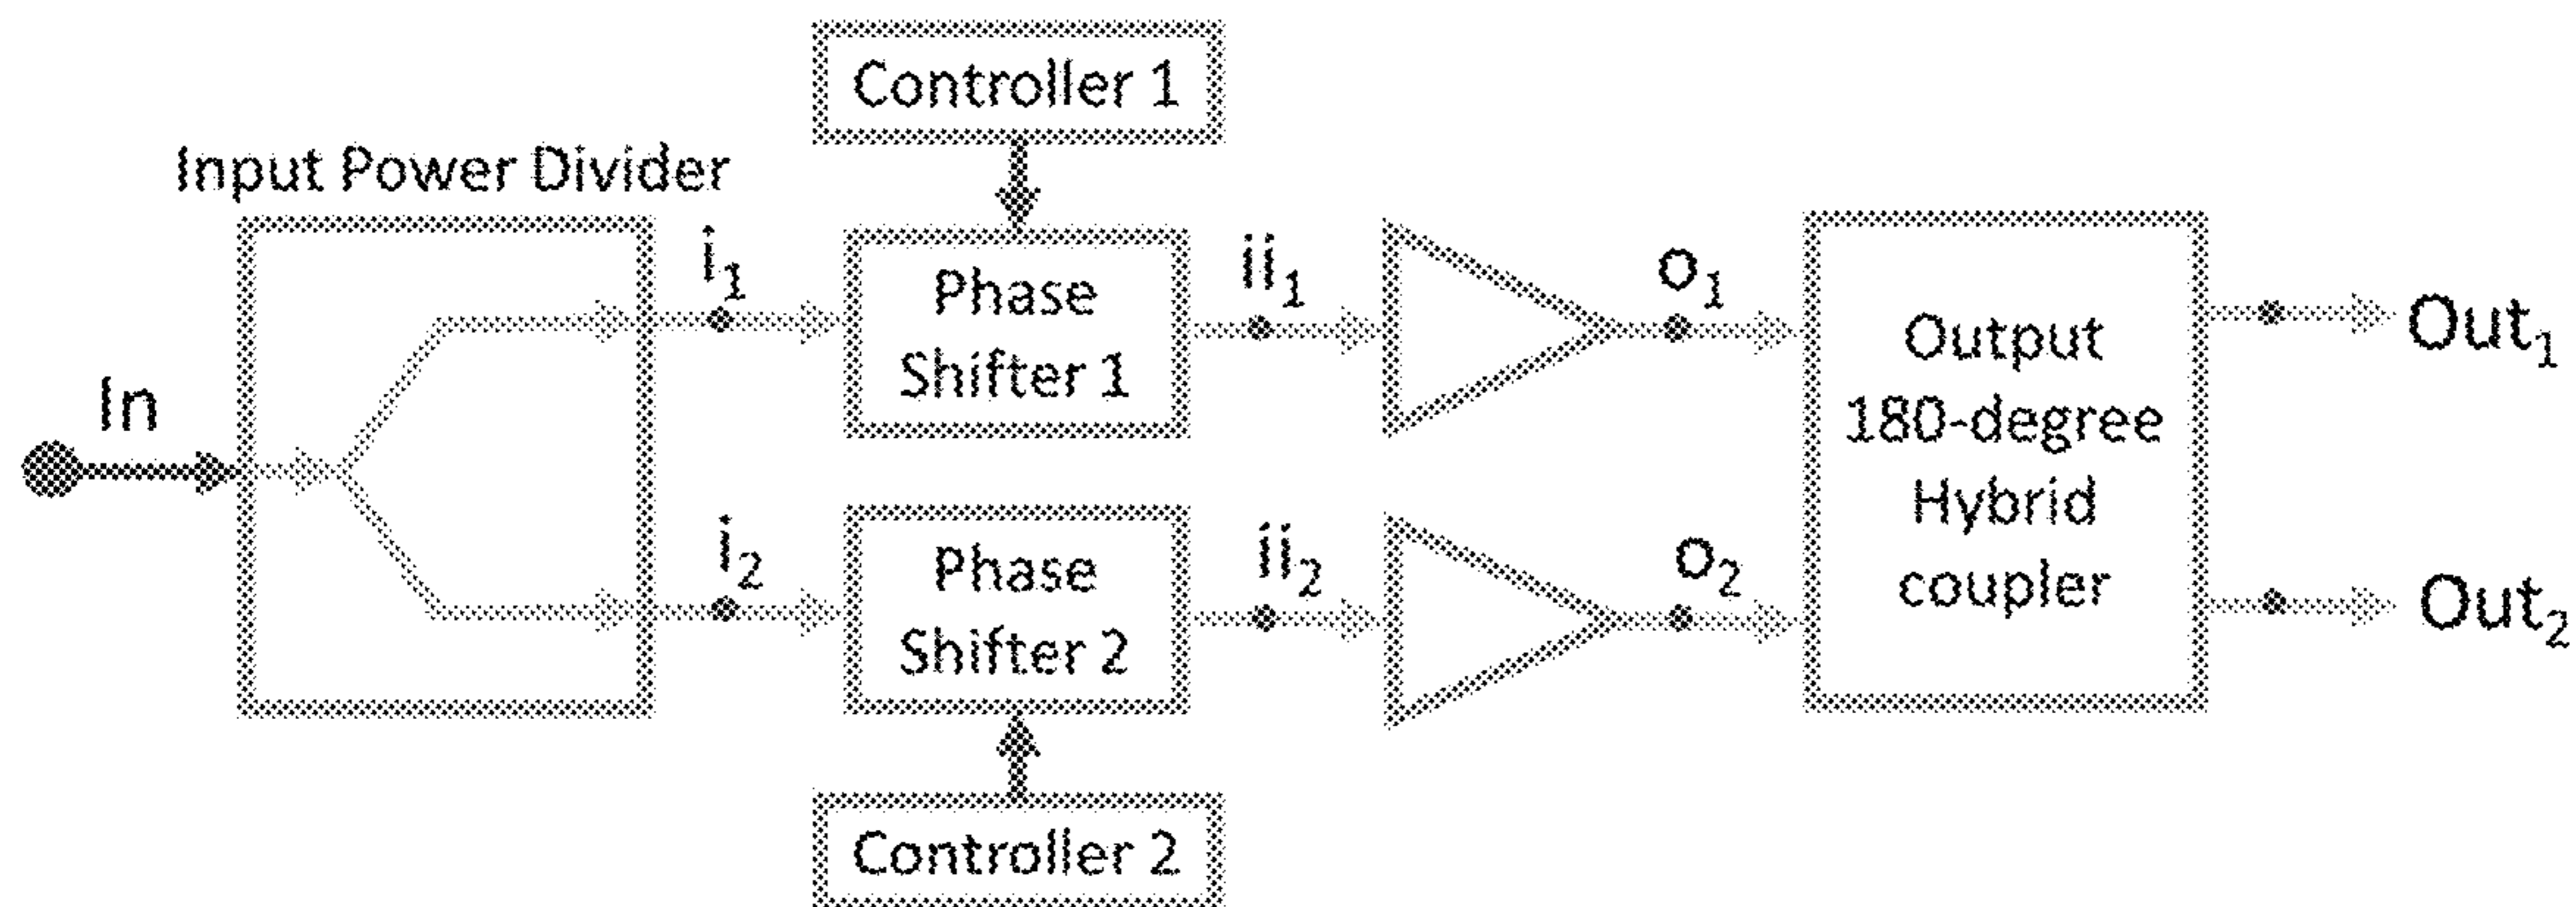 Controller 1
Input Power Divider
In
i₁
Phase
Shifter 1
ii₁
o₁
i₂
Phase
Shifter 2
ii₂
o₂
Output
180-degree
Hybrid
coupler
Out₁
Out₂
Controller 2